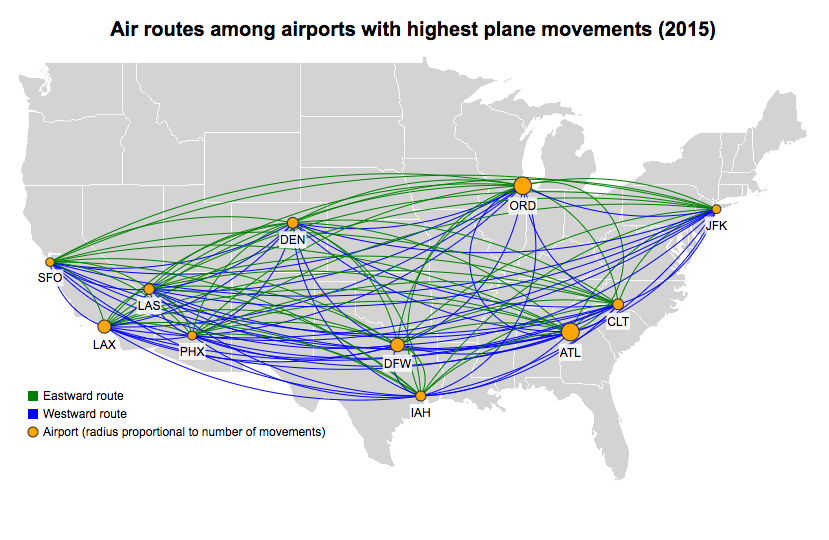 Air routes among airports with highest plane movements (2015)
ORD
JFK
DEN
SFO
LAS
CLT
LAX
PHX
ATL
DFW
IAH
Eastward route
Westward route
Airport (radius proportional to number of movements)